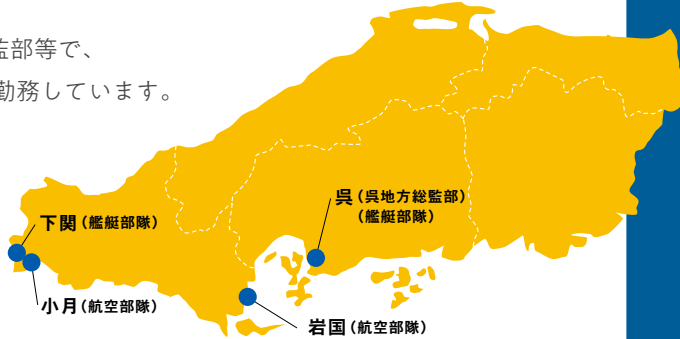 監部等で、
勤務しています。
呉（呉地方総監部）
（艦艇部隊）
下関（艦艇部隊）
小月（航空部隊）
岩国（航空部隊）